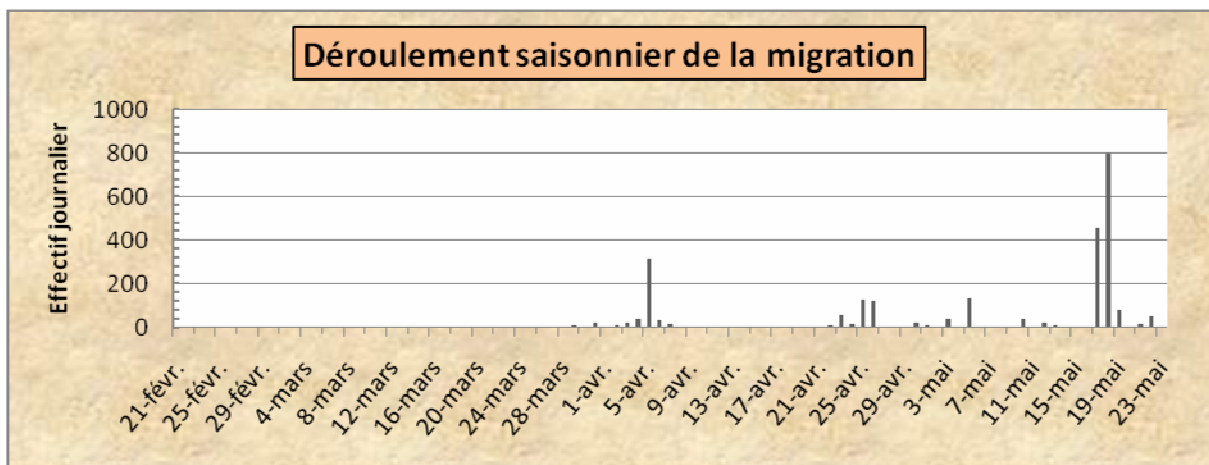 Déroulement saisonnier de la migration
Effectif journalier
1000
800
600
400
200
0
21-févr.
25-févr.
29-févr.
4-mars
8-mars
12-mars
16-mars
20-mars
24-mars
28-mars
1-avr.
5-avr.
9-avr.
13-avr.
17-avr.
21-avr.
25-avr.
29-avr.
3-mai
7-mai
11-mai
15-mai
19-mai
23-mai